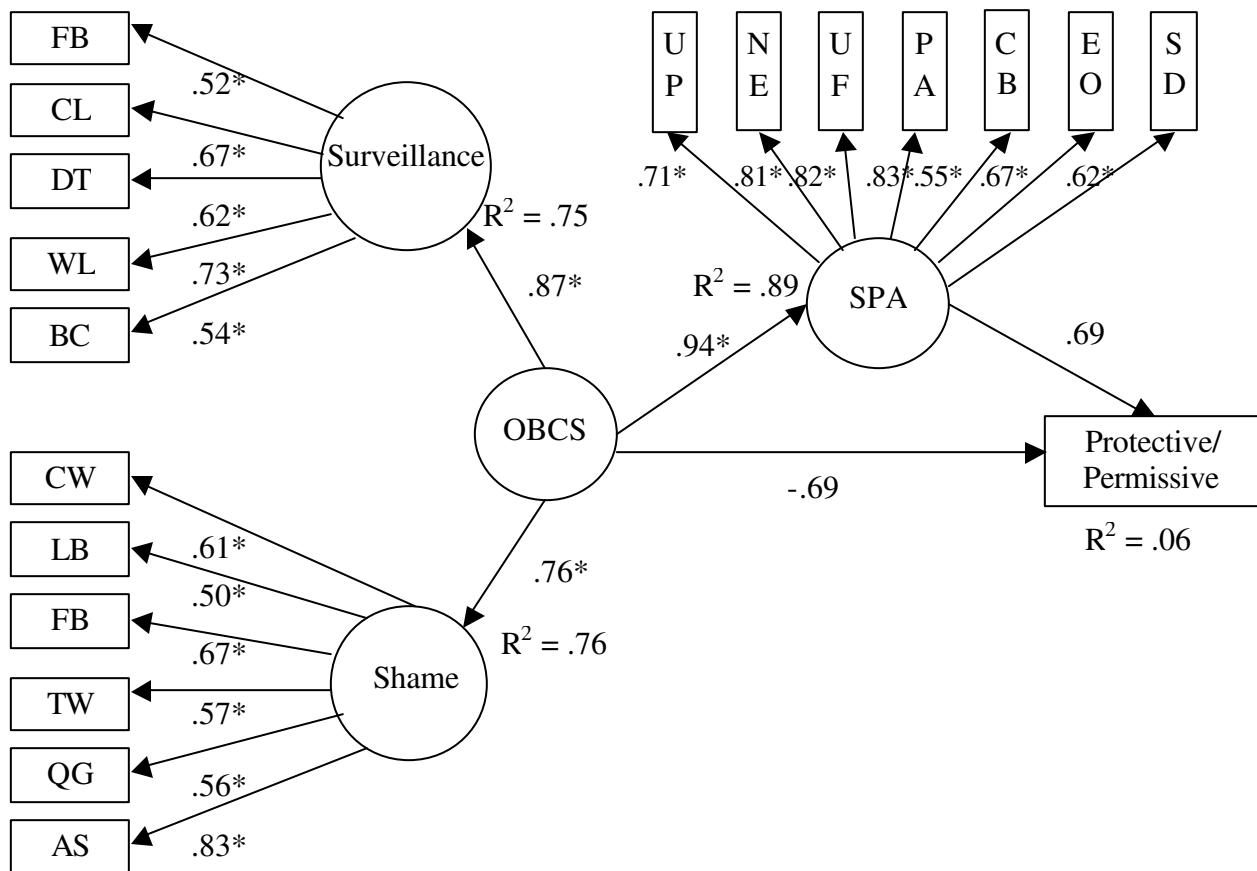 FB
CL
DT
WL
BC
.52*
.67*
.62*
.73*
.54*
Surveillance
R² = .75
.87*
U
P
N
E
U
F
P
A
C
B
E
O
S
D
.71*
.81*
.82*
.83*
.55*
.67*
.62*
SPA
R² = .89
.94*
.69
OBCS
-.69
Protective/
Permissive
R² = .06
CW
LB
FB
TW
QG
AS
.61*
.50*
.67*
.57*
.56*
.83*
Shame
.76*
R² = .76